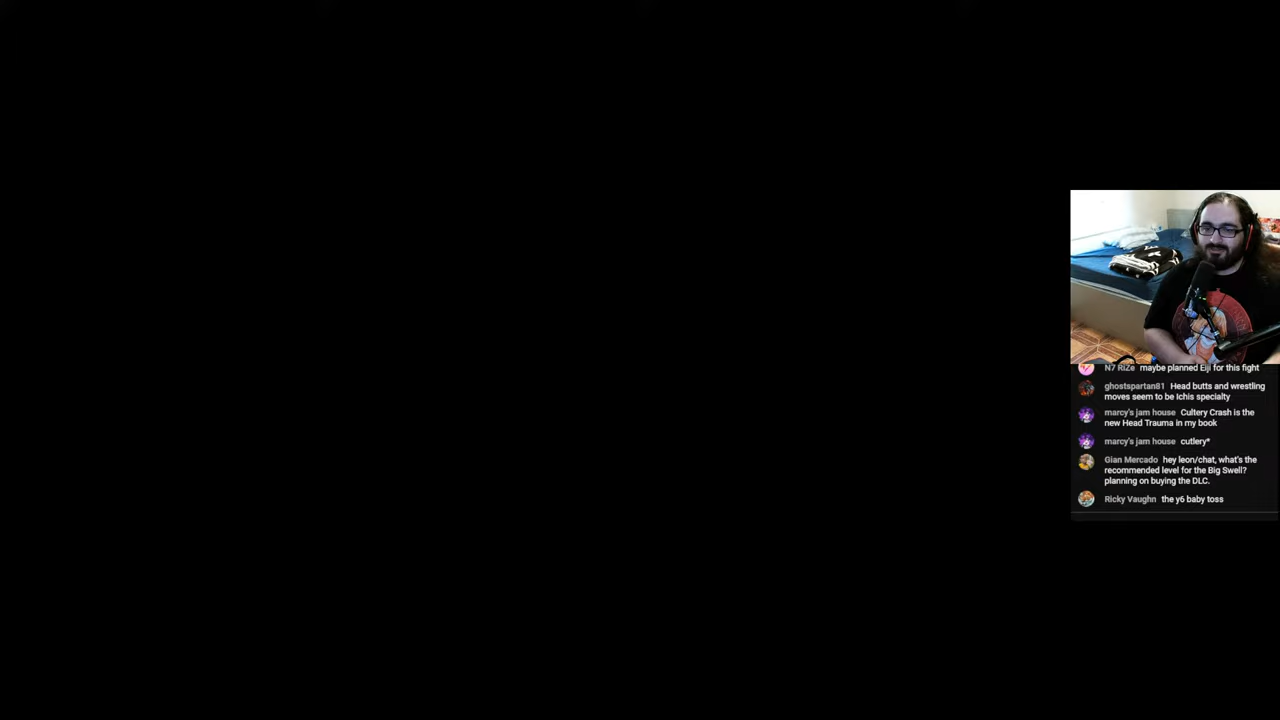 N7 RiZe maybe planned Eiji for this fight
ghostspartan81 Head butts and wrestling
moves seem to be Ichis specialty
marcy's jam house Cultery Crash is the
new Head Trauma in my book
marcy's jam house cutlery*
Gian Mercado hey leon/chat, what's the
recommended level for the Big Swell?
planning on buying the DLC.
Ricky Vaughn the y6 baby toss